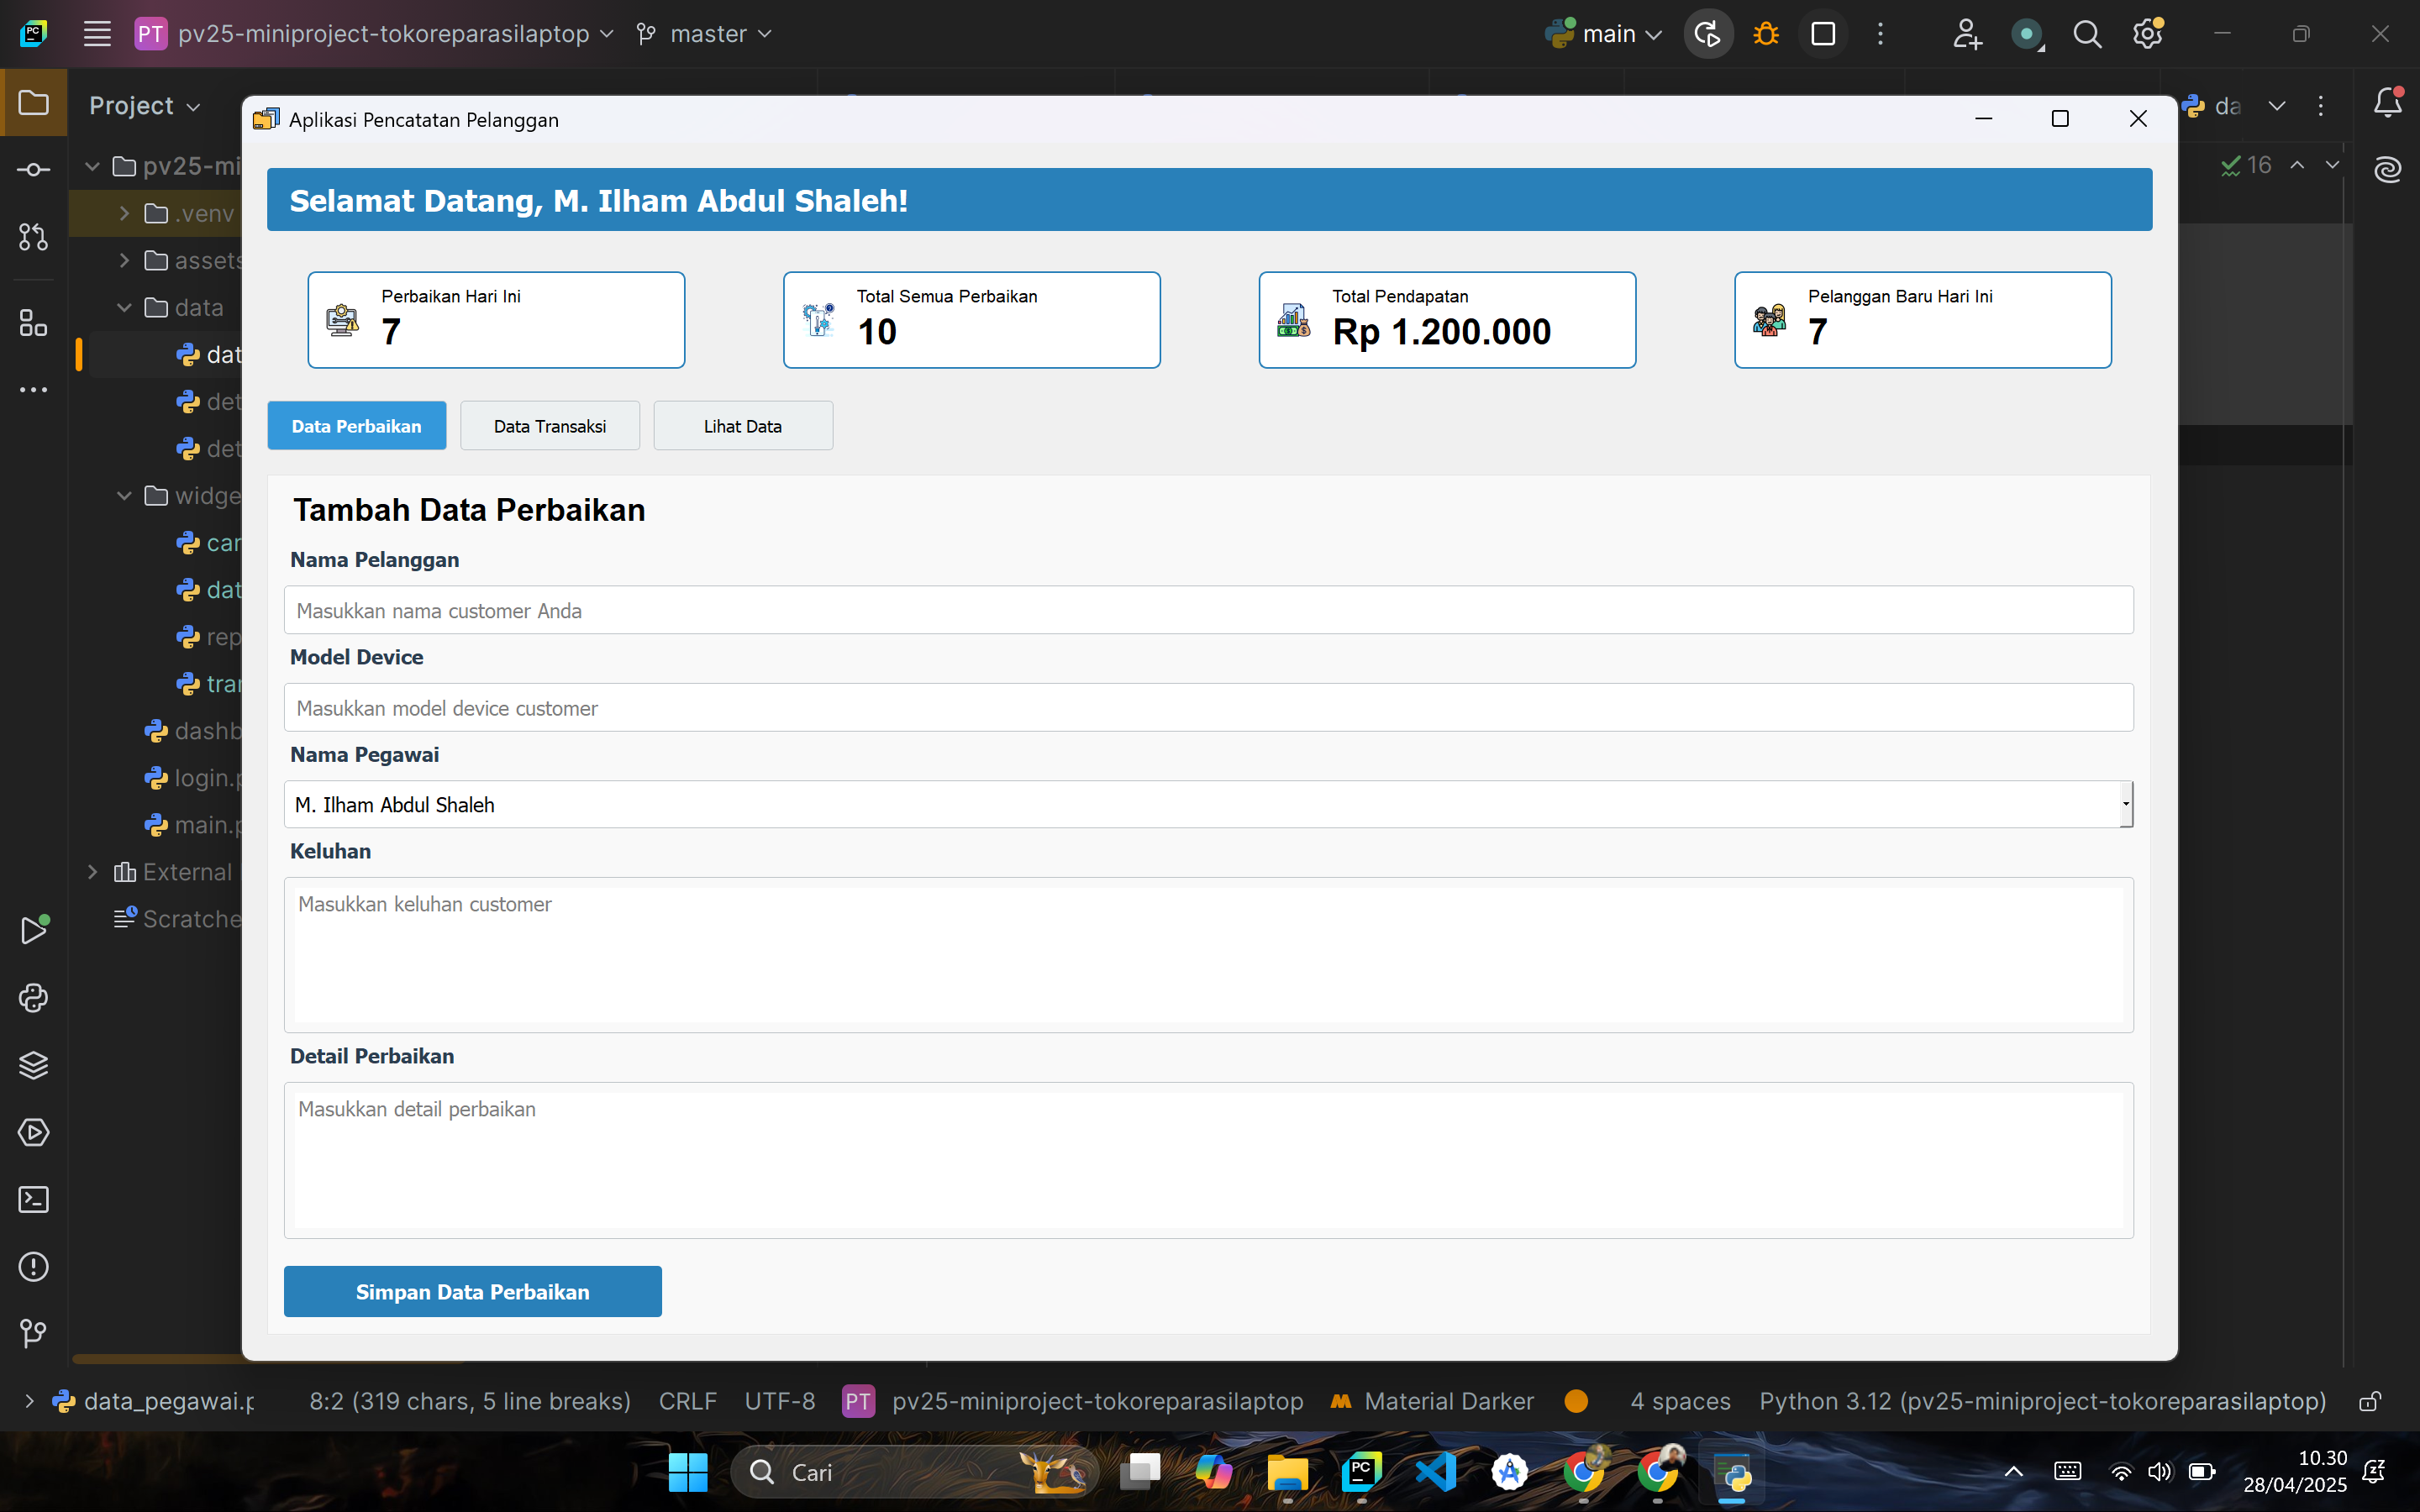 PT pv25-miniproject-tokoreparasilaptop master main
Project
da
pv25-mi
16
.venv
assets
data
dat
det
det
widge
car
dat
rep
trar
dashb
login.p
main.p
External
Scratche
Aplikasi Pencatatan Pelanggan
Selamat Datang, M. Ilham Abdul Shaleh!
Perbaikan Hari Ini
7
Total Semua Perbaikan
10
Total Pendapatan
Rp 1.200.000
Pelanggan Baru Hari Ini
7
Data Perbaikan
Data Transaksi
Lihat Data
Tambah Data Perbaikan
Nama Pelanggan
Masukkan nama customer Anda
Model Device
Masukkan model device customer
Nama Pegawai
M. Ilham Abdul Shaleh
Keluhan
Masukkan keluhan customer
Detail Perbaikan
Masukkan detail perbaikan
Simpan Data Perbaikan
data_pegawai.p 8:2 (319 chars, 5 line breaks) CRLF UTF-8 PT pv25-miniproject-tokoreparasilaptop Material Darker 4 spaces Python 3.12 (pv25-miniproject-tokoreparasilaptop)
Cari
10.30
28/04/2025